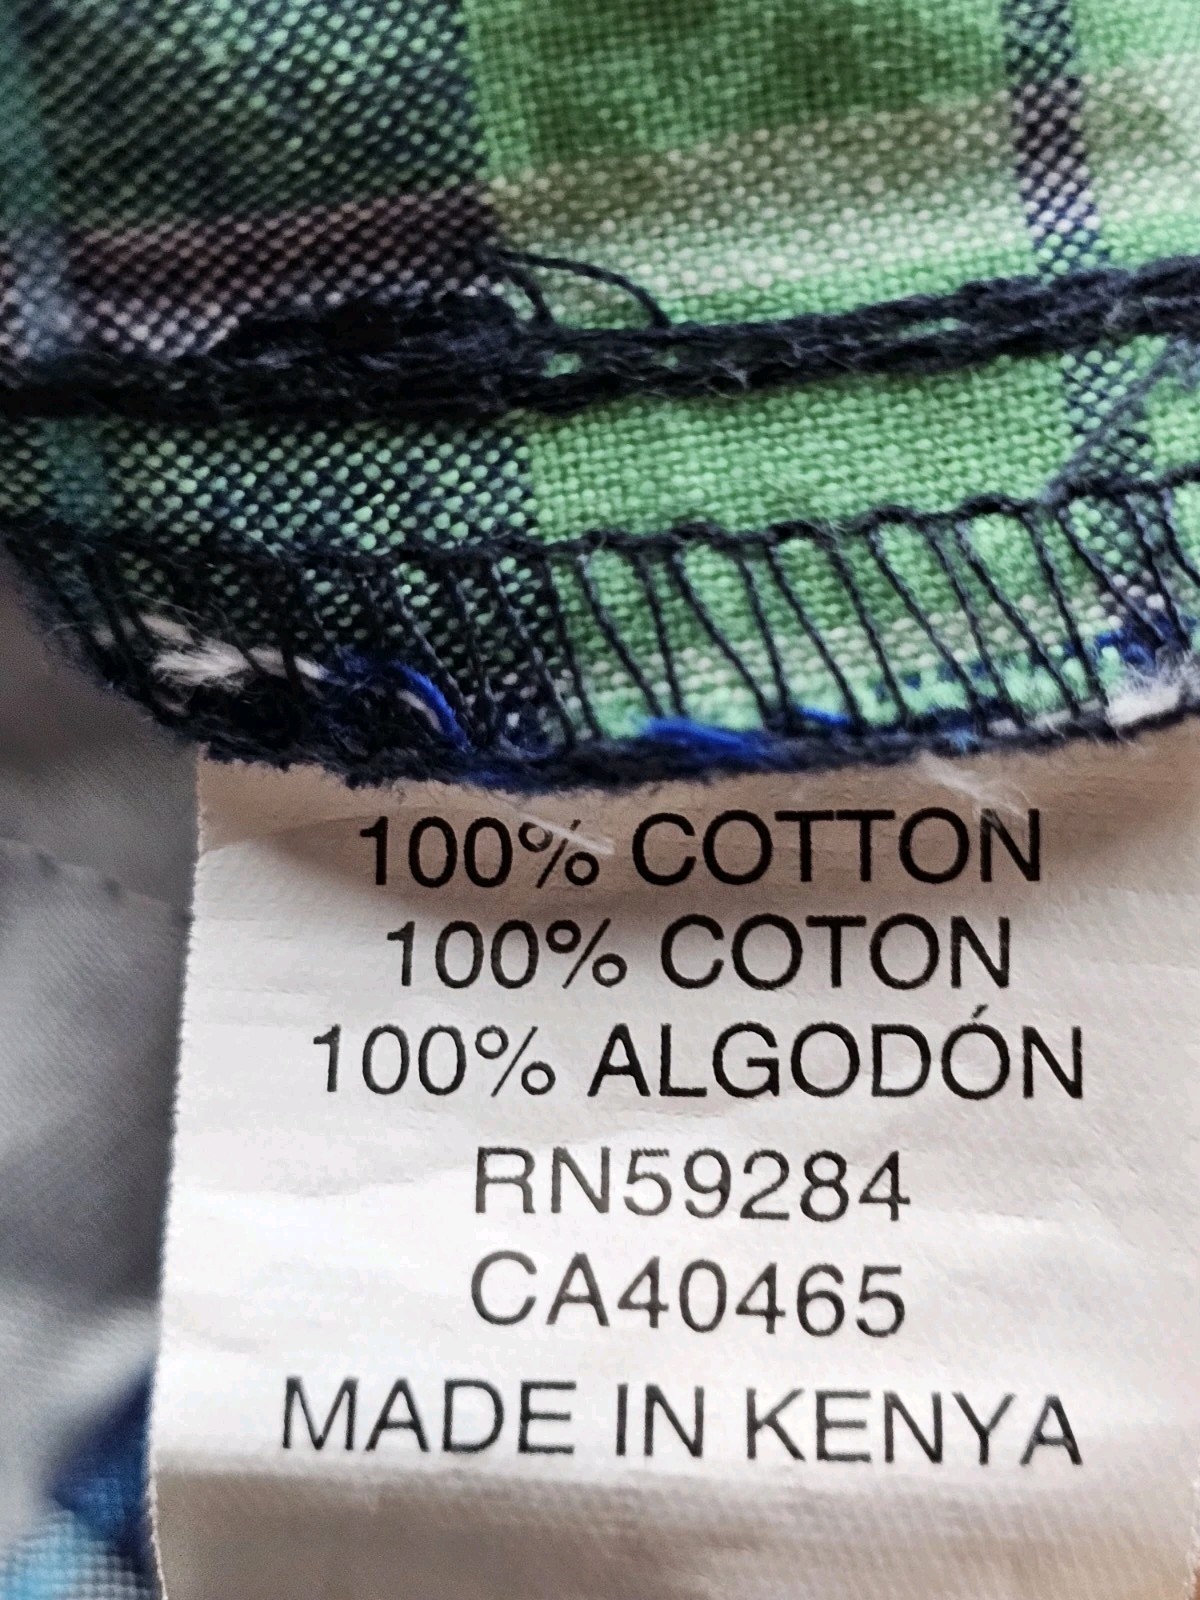 100% COTTON
100% COTON
100% ALGODÓN
RN59284
CA40465
MADE IN KENYA